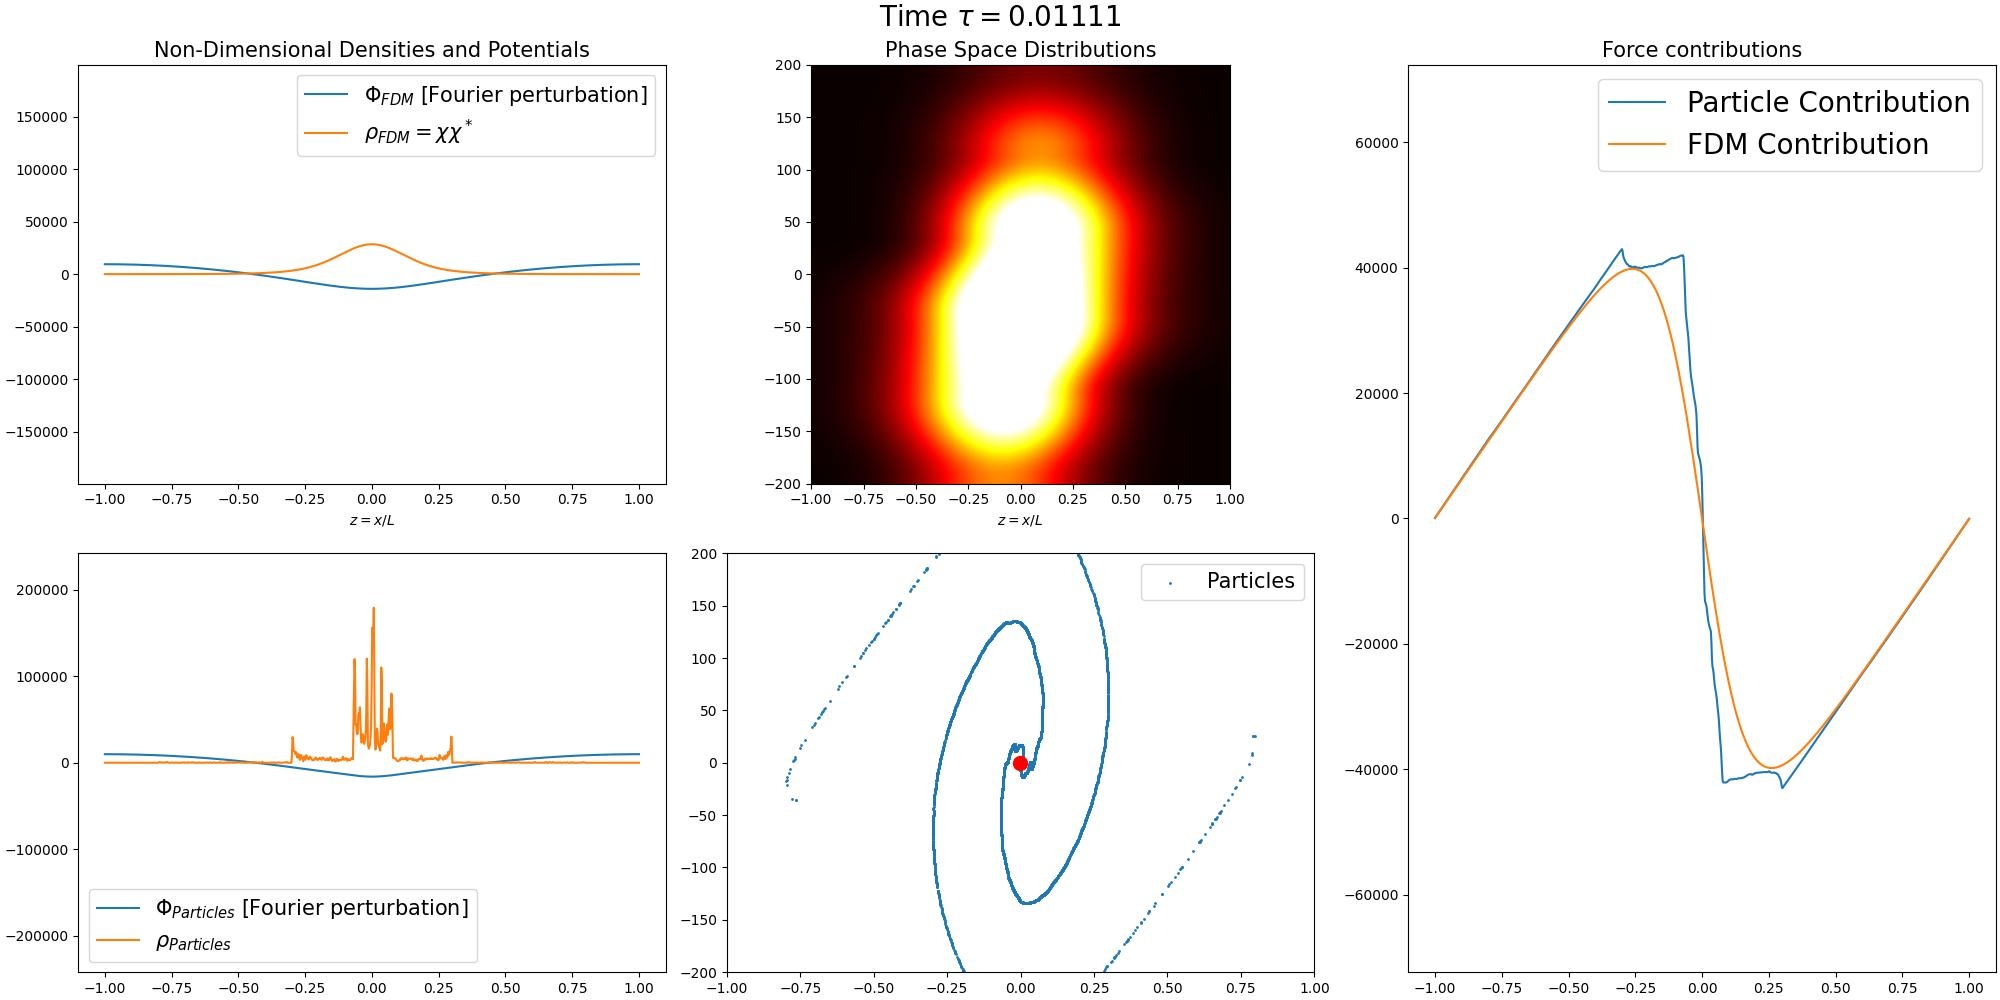 Time τ = 0.01111
Non-Dimensional Densities and Potentials
Φ_FDM [Fourier perturbation]
ρ_FDM = χχ*
150000
100000
50000
0
−50000
−100000
−150000
−1.00 −0.75 −0.50 −0.25 0.00 0.25 0.50 0.75 1.00
z = x/L
Phase Space Distributions
200
150
100
50
0
−50
−100
−150
−200
−1.00 −0.75 −0.50 −0.25 0.00 0.25 0.50 0.75 1.00
z = x/L
Force contributions
Particle Contribution
FDM Contribution
60000
40000
20000
0
−20000
−40000
−60000
−1.00 −0.75 −0.50 −0.25 0.00 0.25 0.50 0.75 1.00
200000
100000
0
−100000
−200000
Φ_Particles [Fourier perturbation]
ρ_Particles
−1.00 −0.75 −0.50 −0.25 0.00 0.25 0.50 0.75 1.00
Particles
200
150
100
50
0
−50
−100
−150
−200
−1.00 −0.75 −0.50 −0.25 0.00 0.25 0.50 0.75 1.00